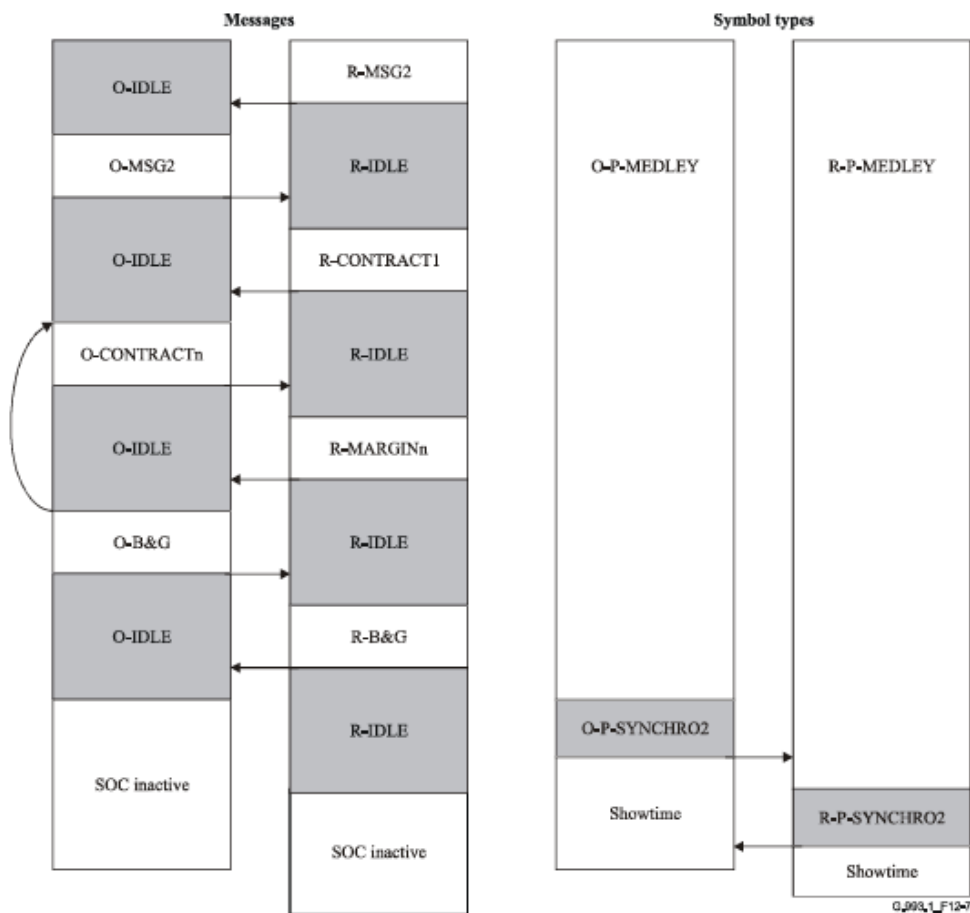 Messages
Symbol types
O-IDLE
R-MSG2
O-MSG2
R-IDLE
O-IDLE
R-CONTRACT1
O-CONTRACTn
R-IDLE
O-IDLE
R-MARGINn
O-B&G
R-IDLE
O-IDLE
R-B&G
R-IDLE
SOC inactive
SOC inactive
O-P-MEDLEY
R-P-MEDLEY
O-P-SYNCHRO2
Showtime
R-P-SYNCHRO2
Showtime
G.993.1_F12-7